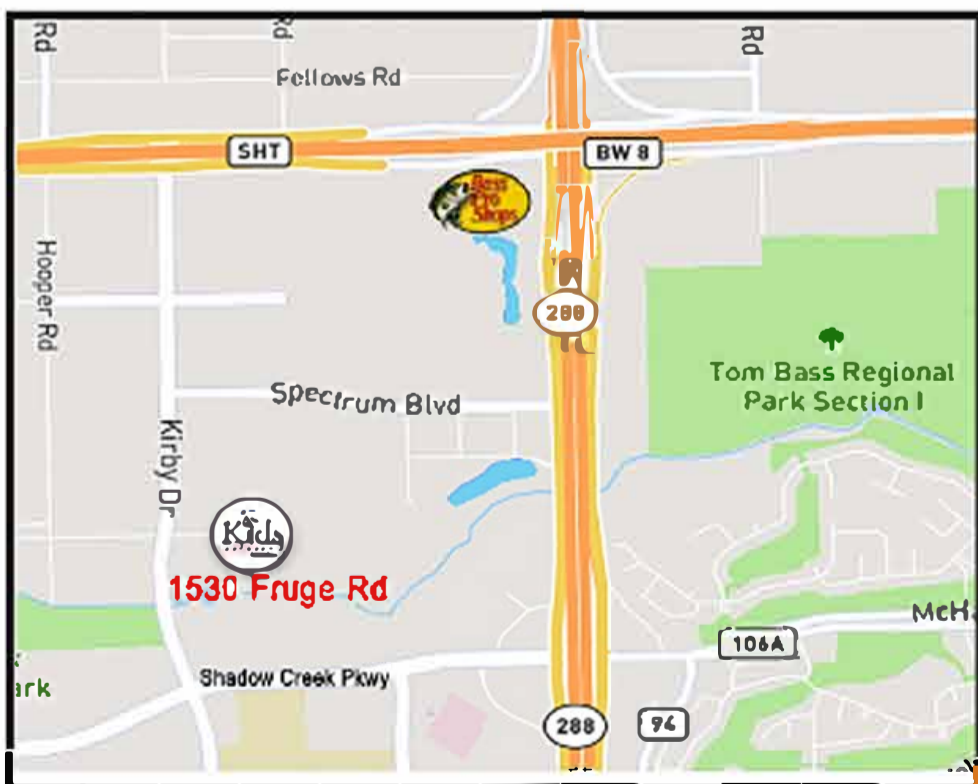 Rd
Rd
Rd
Fellows Rd
SHT
BW 8
Bass
Pro
Shops
Hooper Rd
288
Tom Bass Regional
Park Section I
Spectrum Blvd
Kirby Dr
Kids
1530 Fruge Rd
McH
106A
Shadow Creek Pkwy
ark
288
94